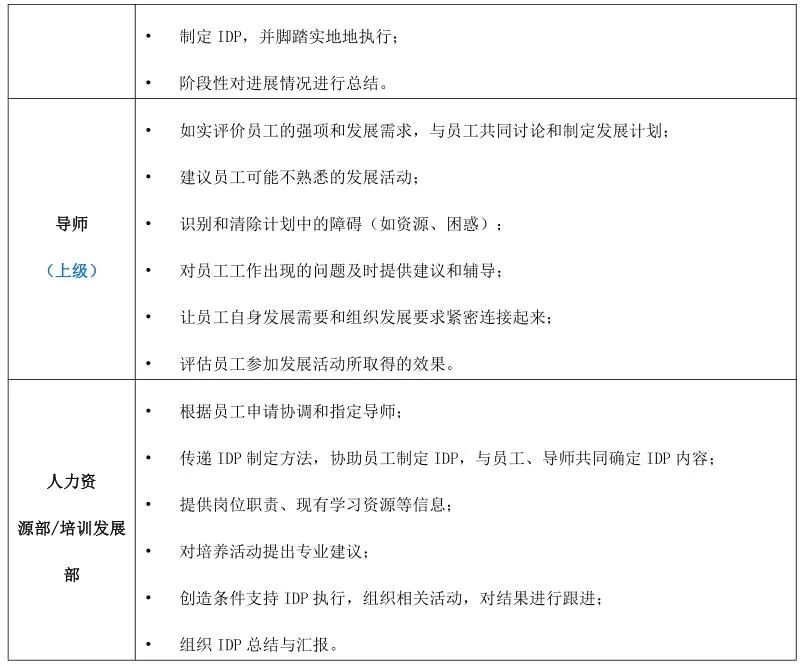 • 制定 IDP，并脚踏实地地执行；
• 阶段性对进展情况进行总结。
导师
（上级）
• 如实评价员工的强项和发展需求，与员工共同讨论和制定发展计划；
• 建议员工可能不熟悉的发展活动；
• 识别和清除计划中的障碍（如资源、困惑）；
• 对员工工作出现的问题及时提供建议和辅导；
• 让员工自身发展需要和组织发展要求紧密连接起来；
• 评估员工参加发展活动所取得的效果。
人力资
源部/培训发展
部
• 根据员工申请协调和指定导师；
• 传递 IDP 制定方法，协助员工制定 IDP，与员工、导师共同确定 IDP 内容；
• 提供岗位职责、现有学习资源等信息；
• 对培养活动提出专业建议；
• 创造条件支持 IDP 执行，组织相关活动，对结果进行跟进；
• 组织 IDP 总结与汇报。